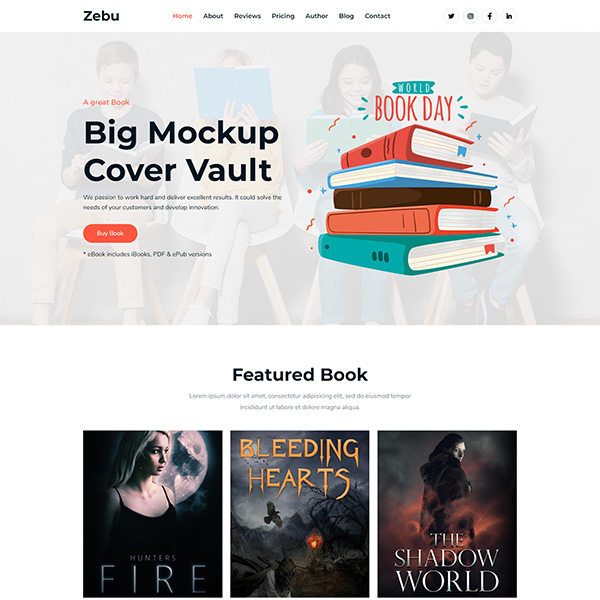 Zebu
Home About Reviews Pricing Author Blog Contact
A great Book
Big Mockup
Cover Vault
We passion to work hard and deliver excellent results. It could solve the
needs of your customers and develop innovation.
Buy Book
* eBook includes iBooks, PDF & ePub versions
WORLD
BOOK DAY
Featured Book
Lorem ipsum dolor sit amet, consectetur adipisicing elit, sed do eiusmod tempor
incididunt ut labore et dolore magna aliqua.
HUNTERS
FIRE
BLEEDING
HEARTS
THE
SHADOW
WORLD